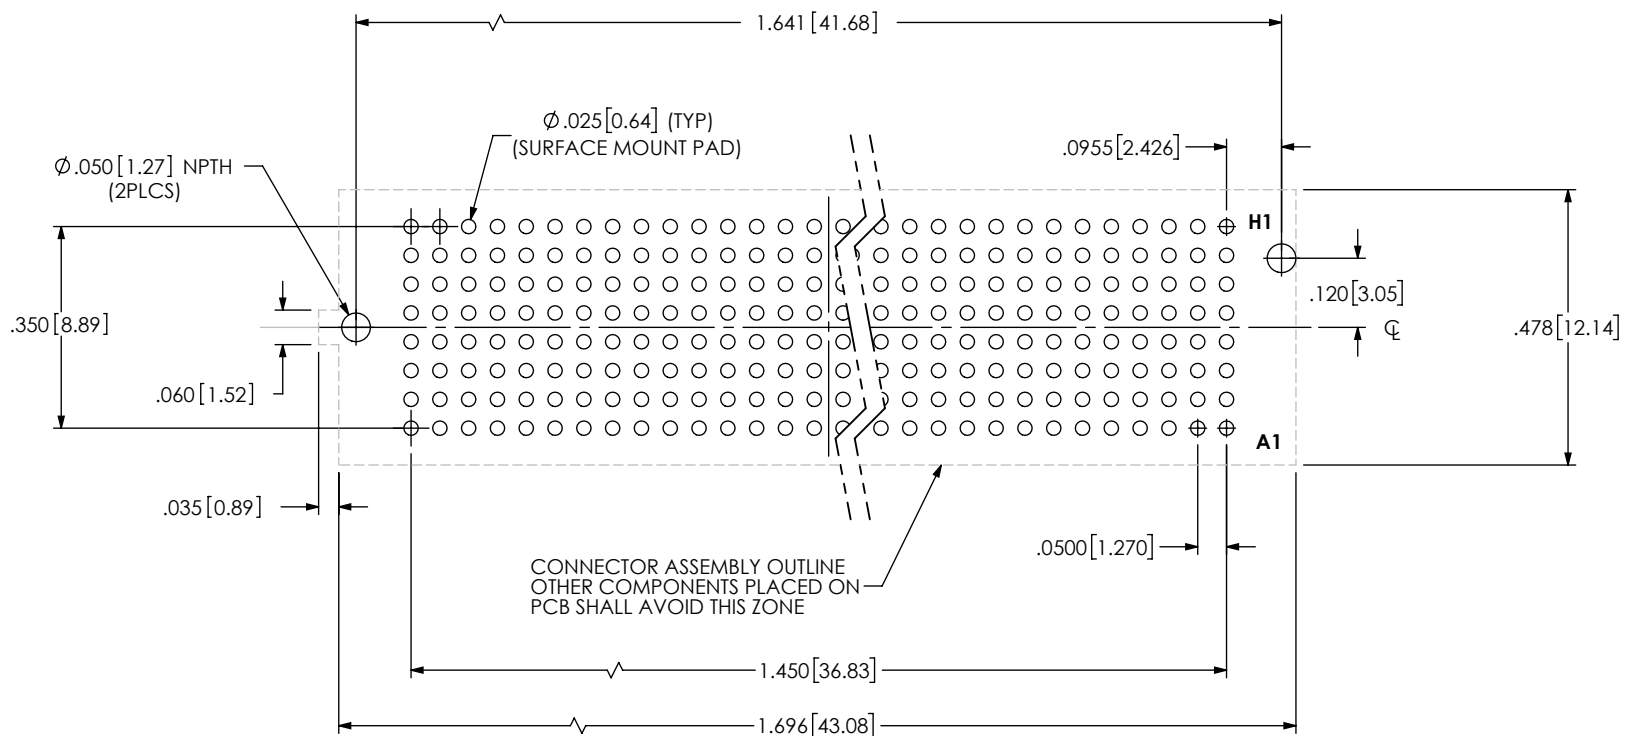 1.641 [41.68]
Ø.025 [0.64] (TYP)
(SURFACE MOUNT PAD)
.0955 [2.426]
Ø.050 [1.27] NPTH
(2PLCS)
H1
.120 [3.05]
.350 [8.89]
℄
.478 [12.14]
.060 [1.52]
A1
.035 [0.89]
.0500 [1.270]
CONNECTOR ASSEMBLY OUTLINE
OTHER COMPONENTS PLACED ON
PCB SHALL AVOID THIS ZONE
1.450 [36.83]
1.696 [43.08]